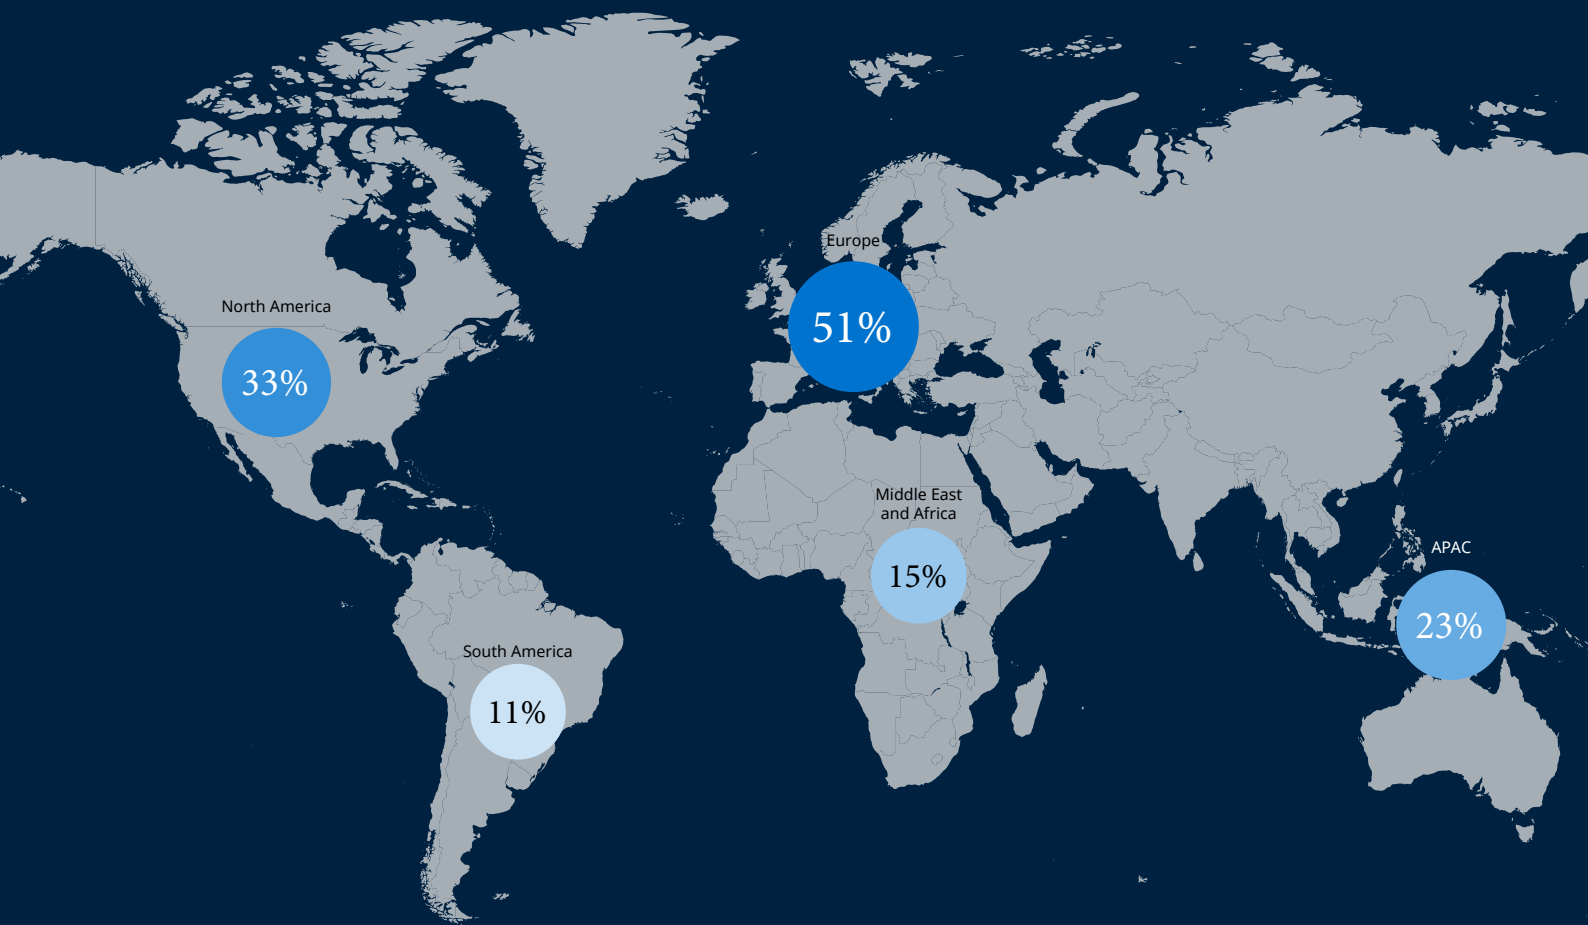 Europe
51%
North America
33%
Middle East
and Africa
15%
APAC
23%
South America
11%